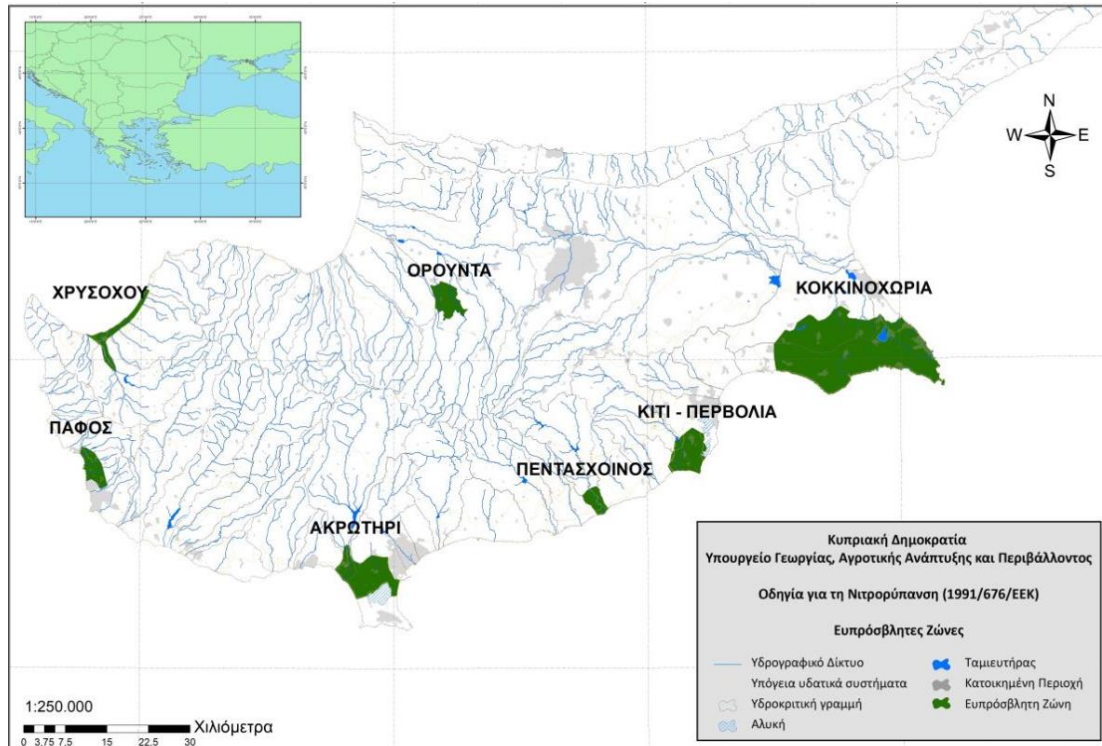 N
W E
S
ΟΡΟΥΝΤΑ
ΧΡΥΣΟΧΟΥ
ΚΟΚΚΙΝΟΧΩΡΙΑ
ΚΙΤΙ - ΠΕΡΒΟΛΙΑ
ΠΑΦΟΣ
ΠΕΝΤΑΣΧΟΙΝΟΣ
ΑΚΡΩΤΗΡΙ
Κυπριακή Δημοκρατία
Υπουργείο Γεωργίας, Αγροτικής Ανάπτυξης και Περιβάλλοντος
Οδηγία για τη Νιτρορύπανση (1991/676/ΕΕΚ)
Ευπρόσβλητες Ζώνες
Υδρογραφικό Δίκτυο
Υπόγεια υδατικά συστήματα
Υδροκριτική γραμμή
Αλυκή
Ταμιευτήρας
Κατοικημένη Περιοχή
Ευπρόσβλητη Ζώνη
1:250.000
Χιλιόμετρα
0 3.75 7.5 15 22.5 30